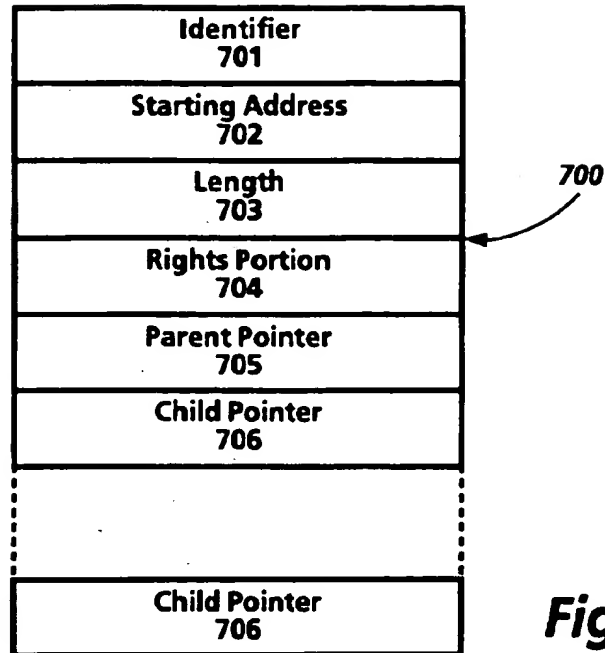 Identifier
701
Starting Address
702
Length
703
700
Rights Portion
704
Parent Pointer
705
Child Pointer
706
Child Pointer
706
Fig